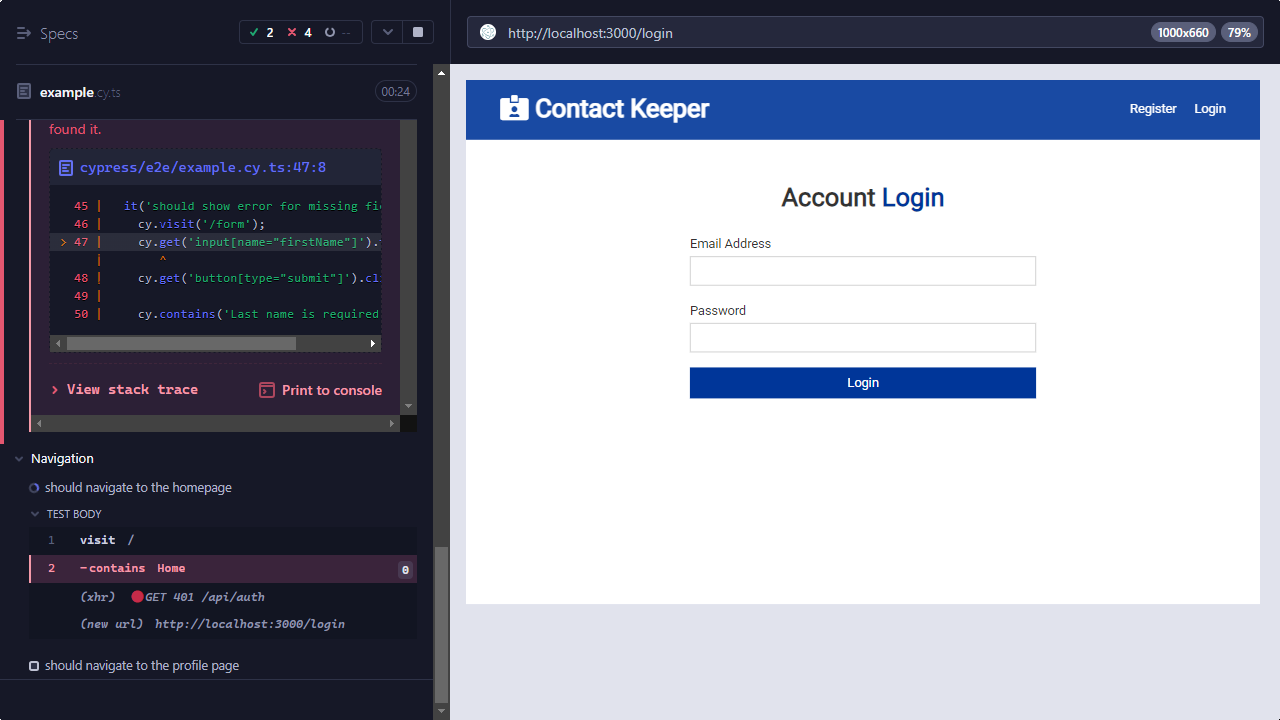 Specs
2
4
--
http://localhost:3000/login
1000x660
79%
example.cy.ts
00:24
found it.
cypress/e2e/example.cy.ts:47:8
45 | it('should show error for missing fie
46 | cy.visit('/form');
> 47 | cy.get('input[name="firstName"]').
| ^
48 | cy.get('button[type="submit"]').cl
49 |
50 | cy.contains('Last name is required
View stack trace
Print to console
Navigation
should navigate to the homepage
TEST BODY
1 visit /
2 -contains Home 0
(xhr) GET 401 /api/auth
(new url) http://localhost:3000/login
should navigate to the profile page
Contact Keeper
Register
Login
Account Login
Email Address
Password
Login